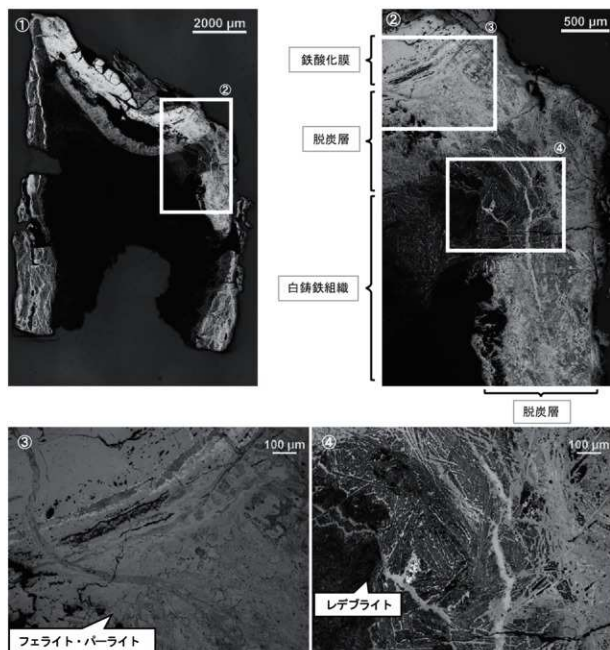 ①
2000 μm
②
②
500 μm
③
④
鉄酸化膜
脱炭層
白鋳鉄組織
脱炭層
③
100 μm
フェライト・パーライト
④
100 μm
レデブライト